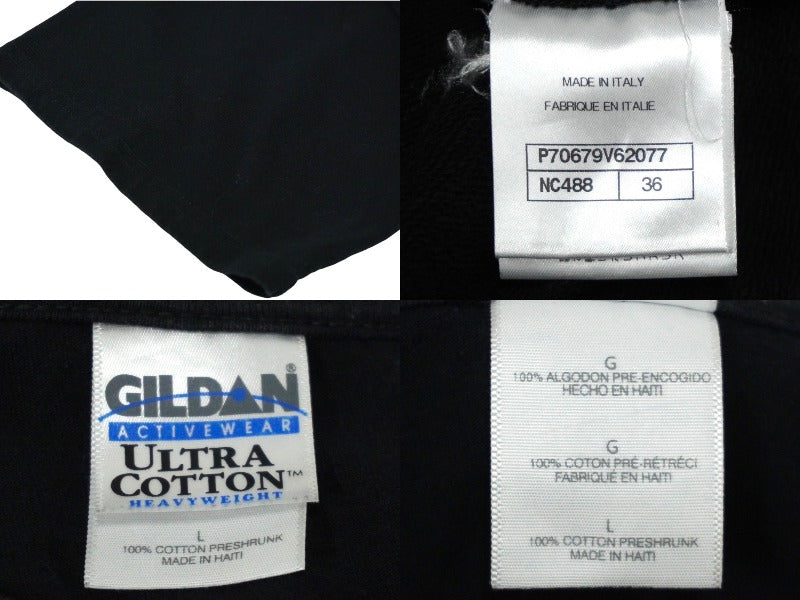 MADE IN ITALY
FABRIQUE EN ITALIE
P70679V62077
NC488 36
GILDAN®
ACTIVEWEAR
ULTRA
COTTON™
HEAVYWEIGHT
L
100% COTTON PRESHRUNK
MADE IN HAITI
G
100% ALGODON PRE-ENCOGIDO
HECHO EN HAITI
G
100% COTON PRÉ-RÉTRÉCI
FABRIQUÉ EN HAITI
L
100% COTTON PRESHRUNK
MADE IN HAITI